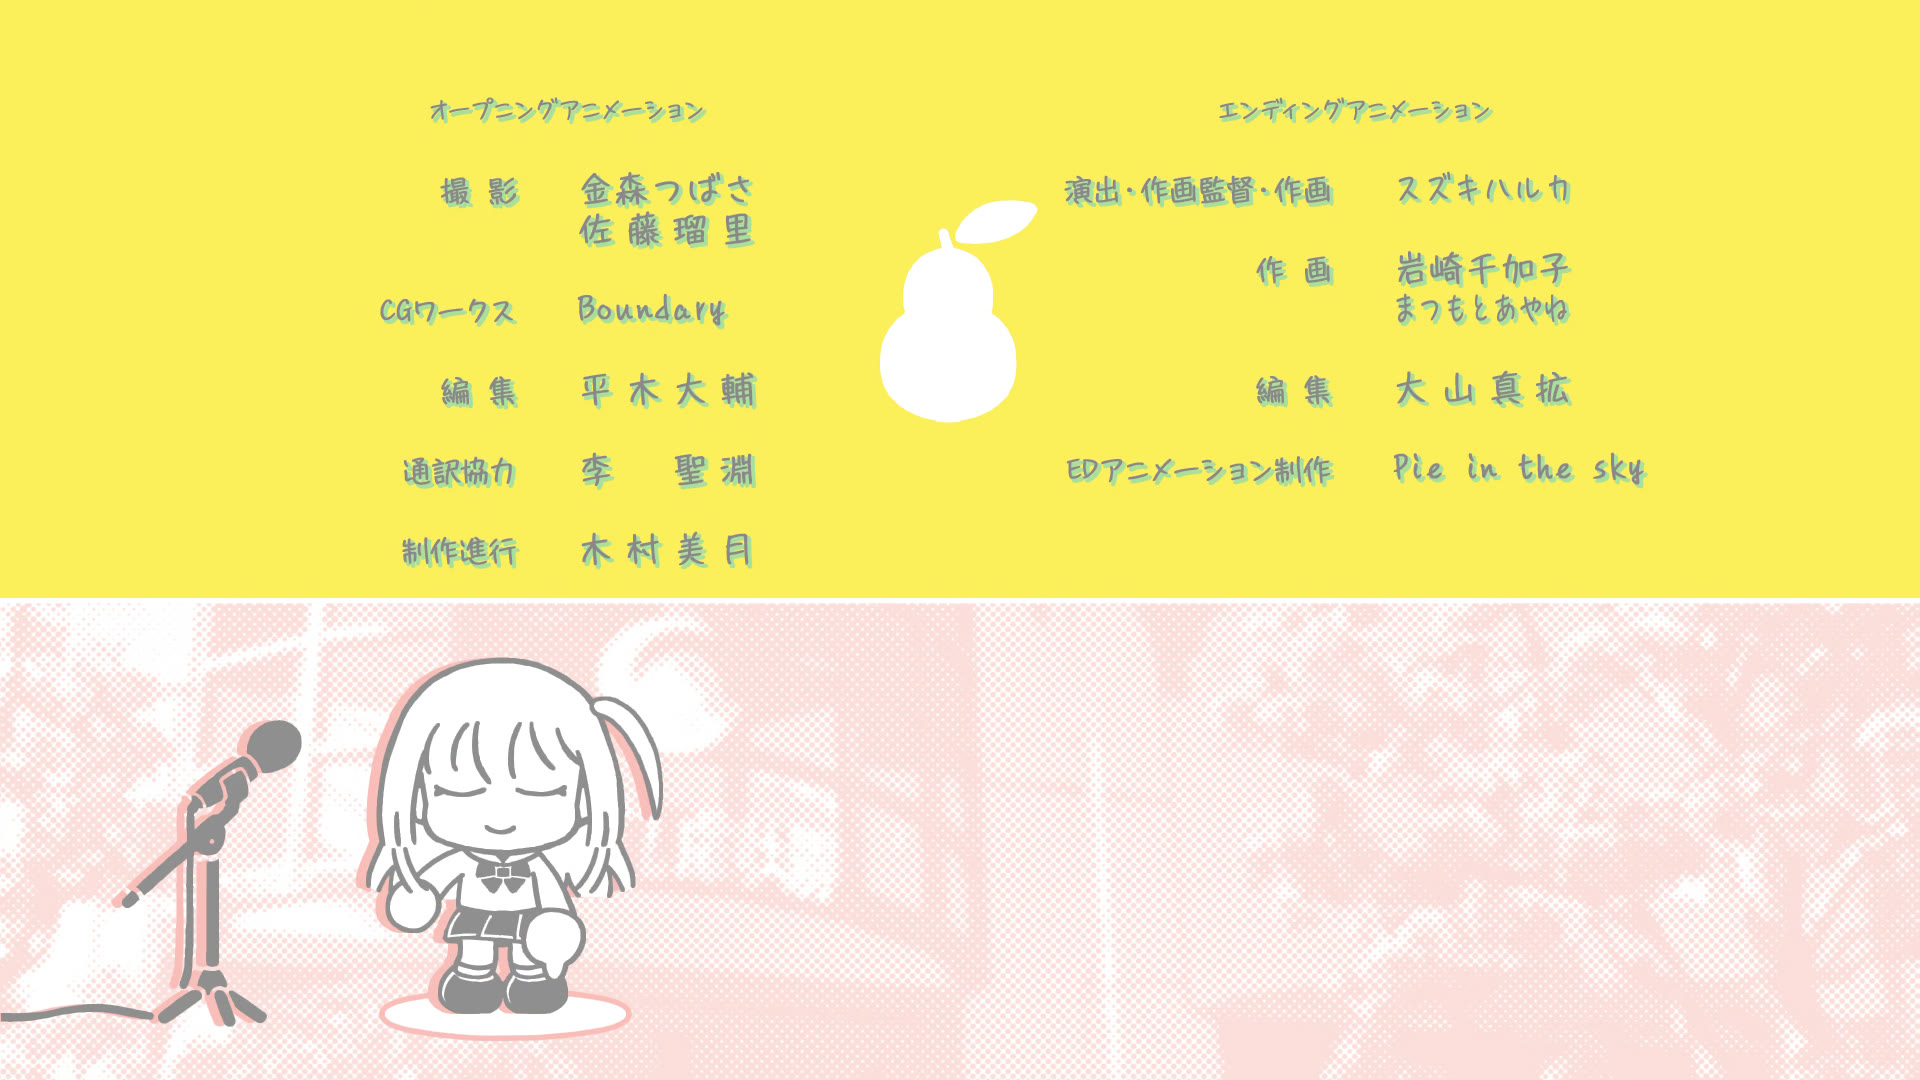 オープニングアニメーション
撮影 金森つばさ
佐藤瑠里
CGワークス Boundary
編集 平木大輔
通訳協力 李 聖淵
制作進行 木村美月
エンディングアニメーション
演出・作画監督・作画 スズキハルカ
作画 岩崎千加子
まつもとあやね
編集 大山真拡
EDアニメーション制作 Pie in the sky